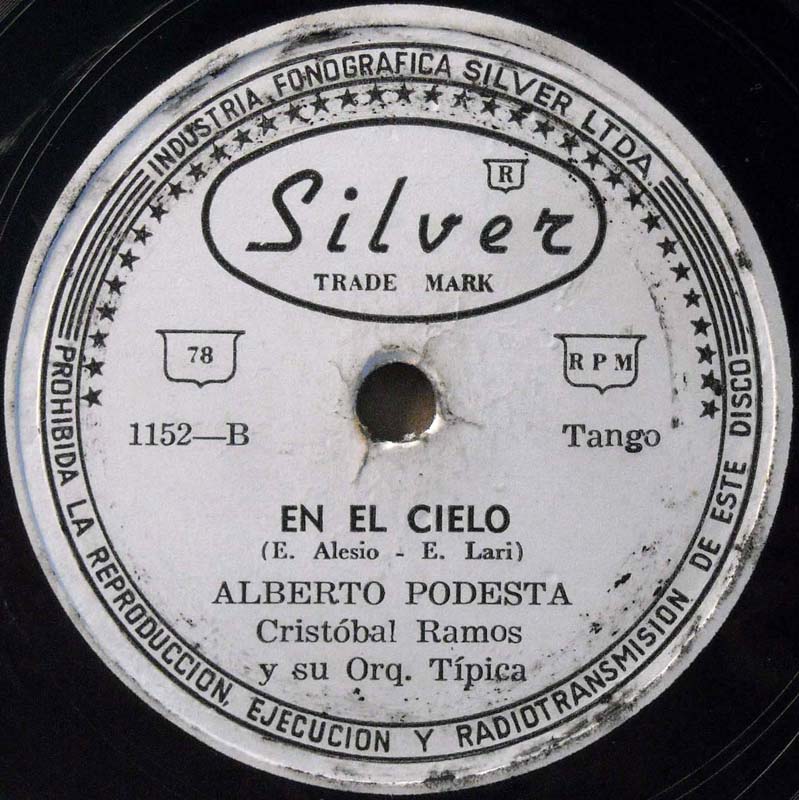 INDUSTRIA FONOGRAFICA SILVER LTDA.
R
Silver
TRADE MARK
78
RPM
1152—B
Tango
EN EL CIELO
(E. Alesio - E. Lari)
ALBERTO PODESTA
Cristóbal Ramos
y su Orq. Típica
PROHIBIDA LA REPRODUCCION, EJECUCION Y RADIOTRANSMISION DE ESTE DISCO